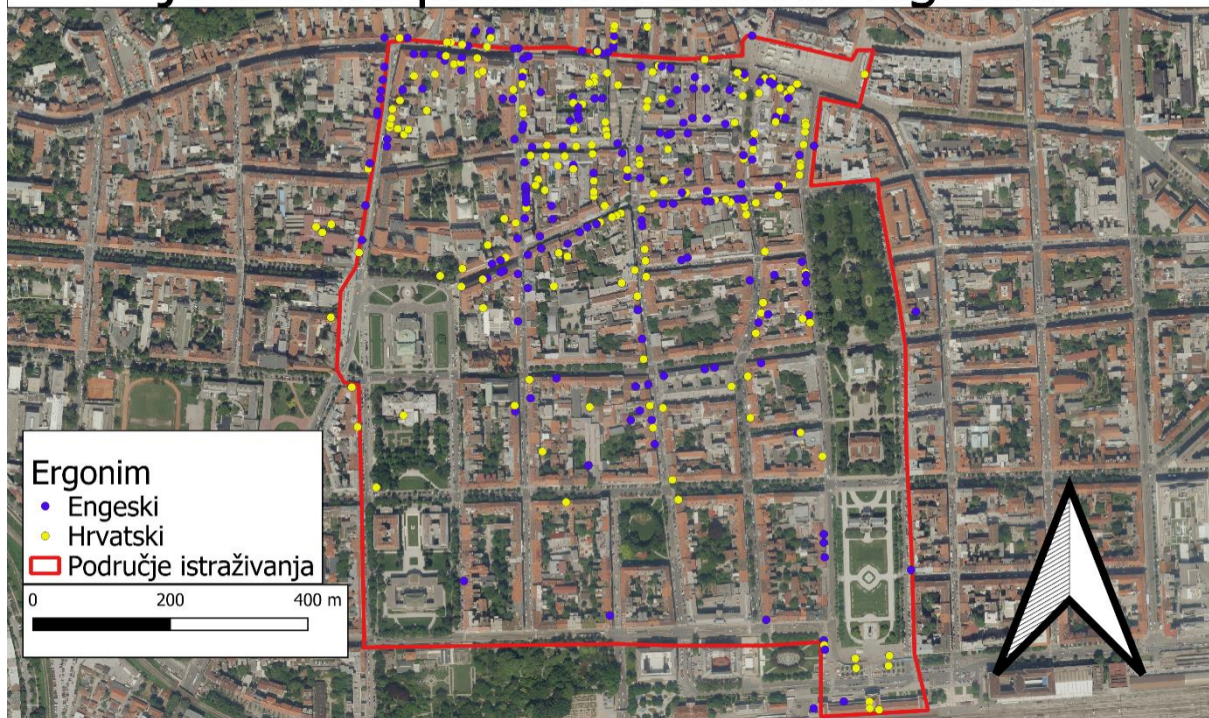 Ergonim
Engeski
Hrvatski
Područje istraživanja
0 200 400 m